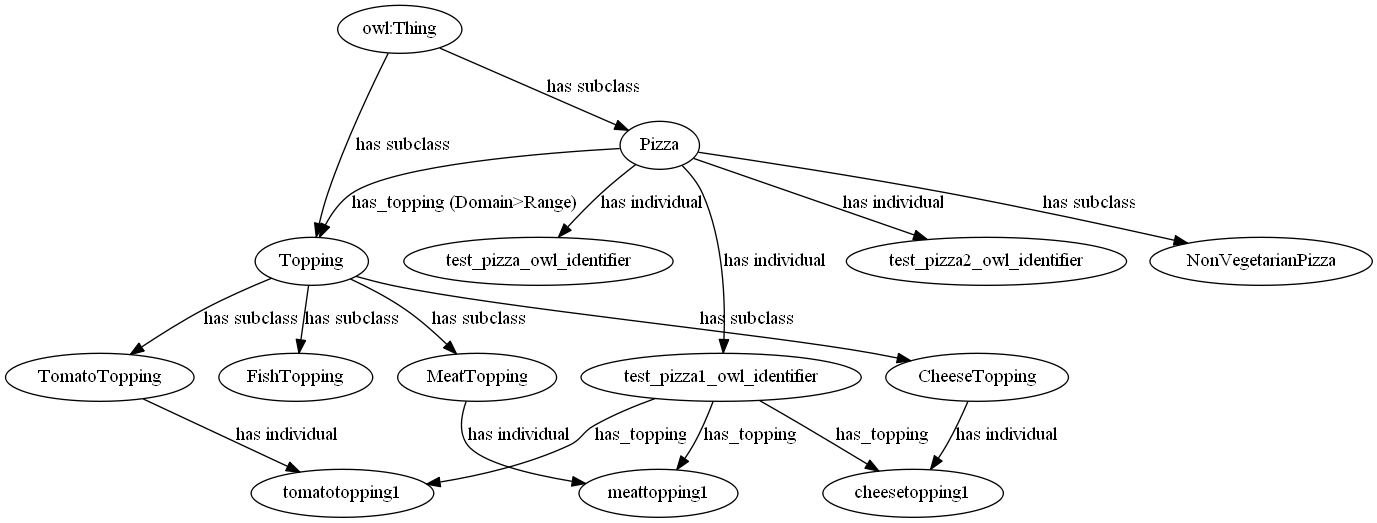 owl:Thing
has subclass
Pizza
has subclass
has_topping (Domain>Range)
has individual
has individual
has subclass
Topping
test_pizza_owl_identifier
has individual
test_pizza2_owl_identifier
NonVegetarianPizza
has subclass
has subclass
has subclass
has subclass
TomatoTopping
FishTopping
MeatTopping
test_pizza1_owl_identifier
CheeseTopping
has individual
has individual
has_topping
has_topping
has_topping
has individual
tomatotopping1
meattopping1
cheesetopping1